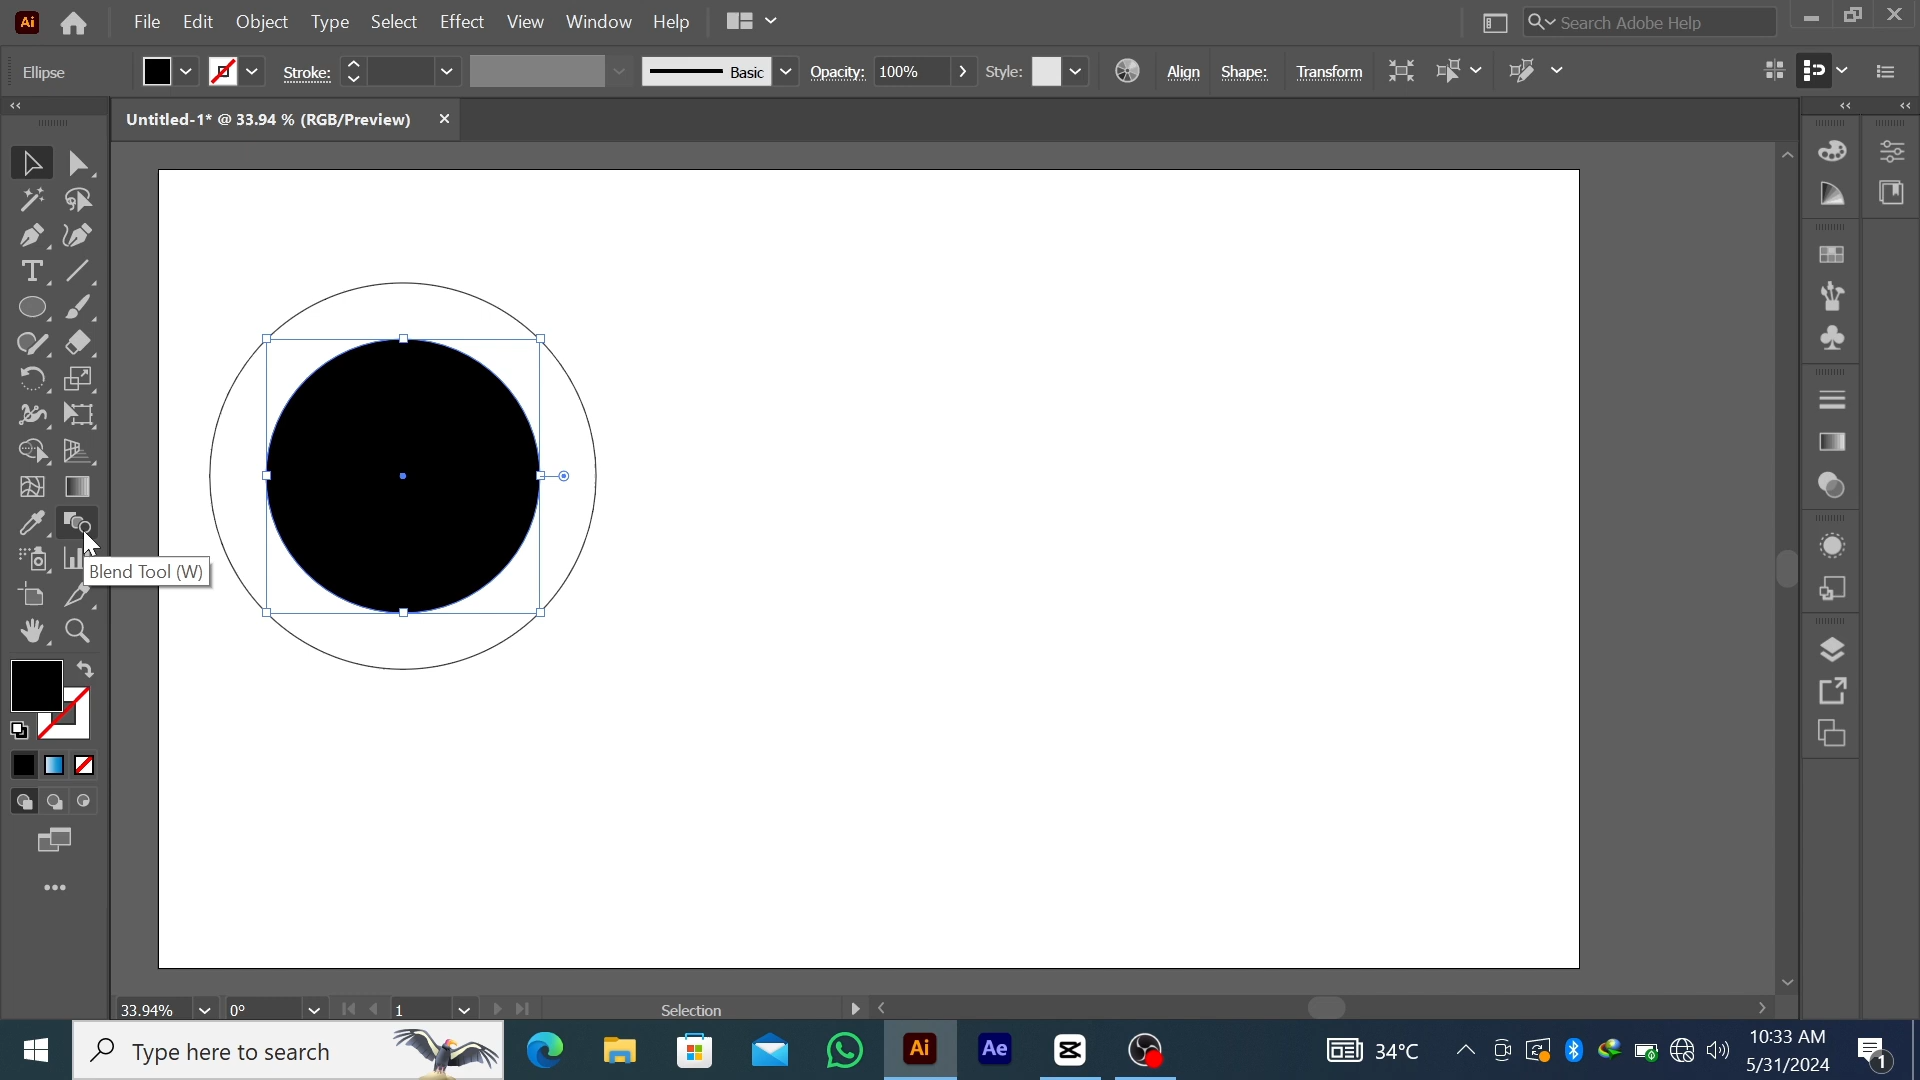 Ai File Edit Object Type Select Effect View Window Help Search Adobe Help
Ellipse Stroke: Basic Opacity: 100% Style: Align Shape: Transform
Untitled-1* @ 33.94 % (RGB/Preview)
Blend Tool (W)
33.94% 0° 1 Selection
Type here to search Ai Ae 34°C 10:33 AM
5/31/2024 1